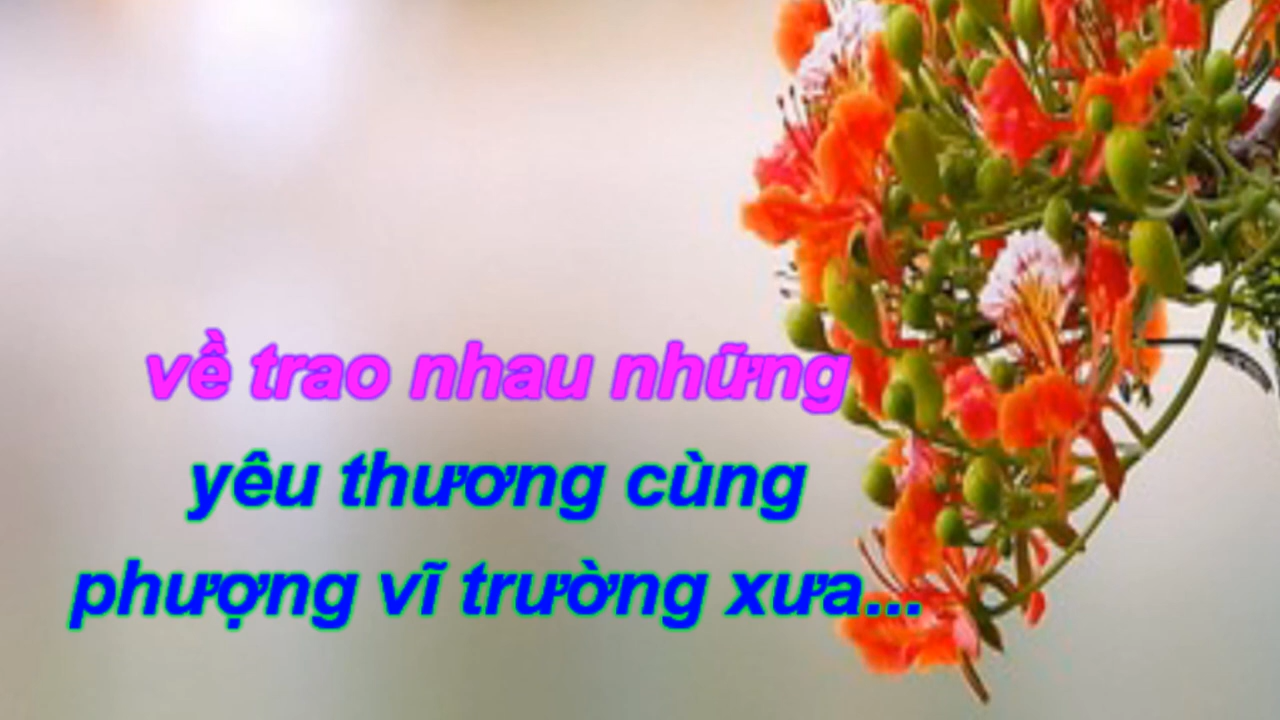 về trao nhau những
yêu thương cùng
phượng vĩ trường xưa...